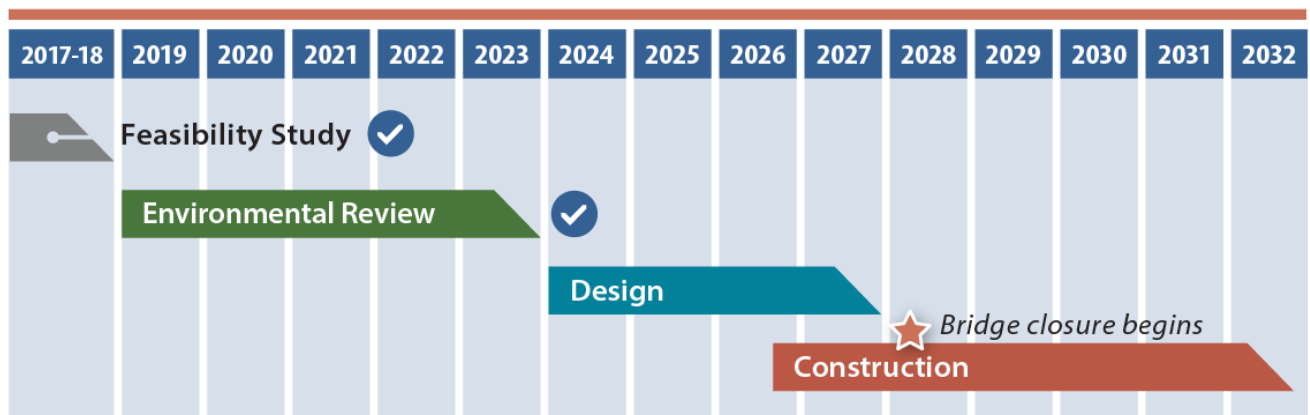 2017-18 2019 2020 2021 2022 2023 2024 2025 2026 2027 2028 2029 2030 2031 2032
Feasibility Study
Environmental Review
Design
Bridge closure begins
Construction